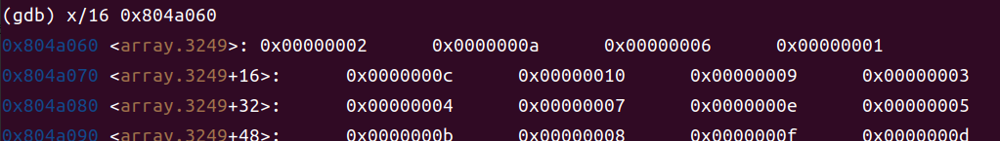 (gdb) x/16 0x804a060
0x804a060 <array.3249>: 0x00000002 0x0000000a 0x00000006 0x00000001
0x804a070 <array.3249+16>: 0x0000000c 0x00000010 0x00000009 0x00000003
0x804a080 <array.3249+32>: 0x00000004 0x00000007 0x0000000e 0x00000005
0x804a090 <array.3249+48>: 0x0000000b 0x00000008 0x0000000f 0x0000000d